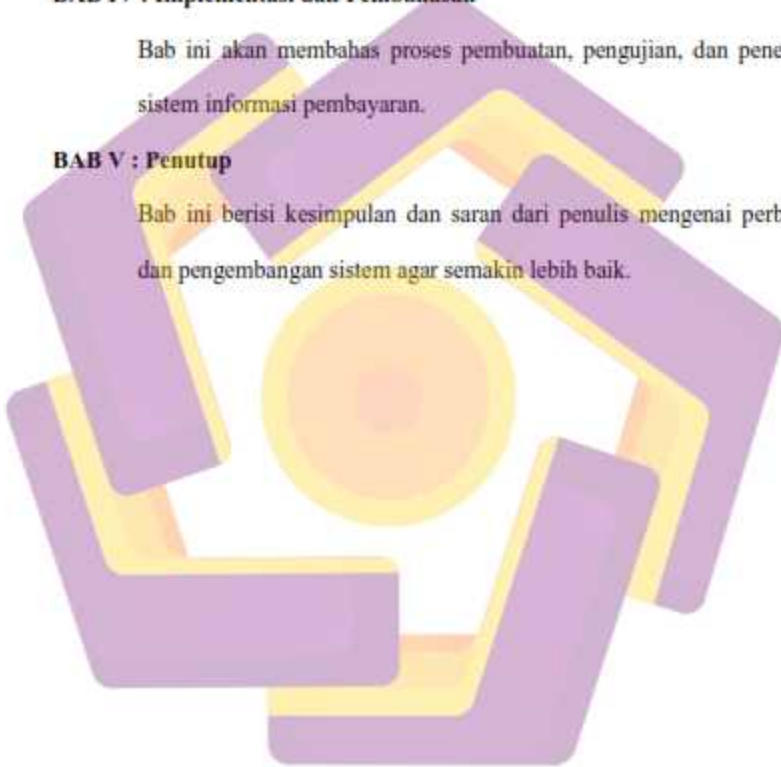 Bab ini akan membahas proses pembuatan, pengujian, dan pene
sistem informasi pembayaran.
BAB V : Penutup
Bab ini berisi kesimpulan dan saran dari penulis mengenai perb
dan pengembangan sistem agar semakin lebih baik.